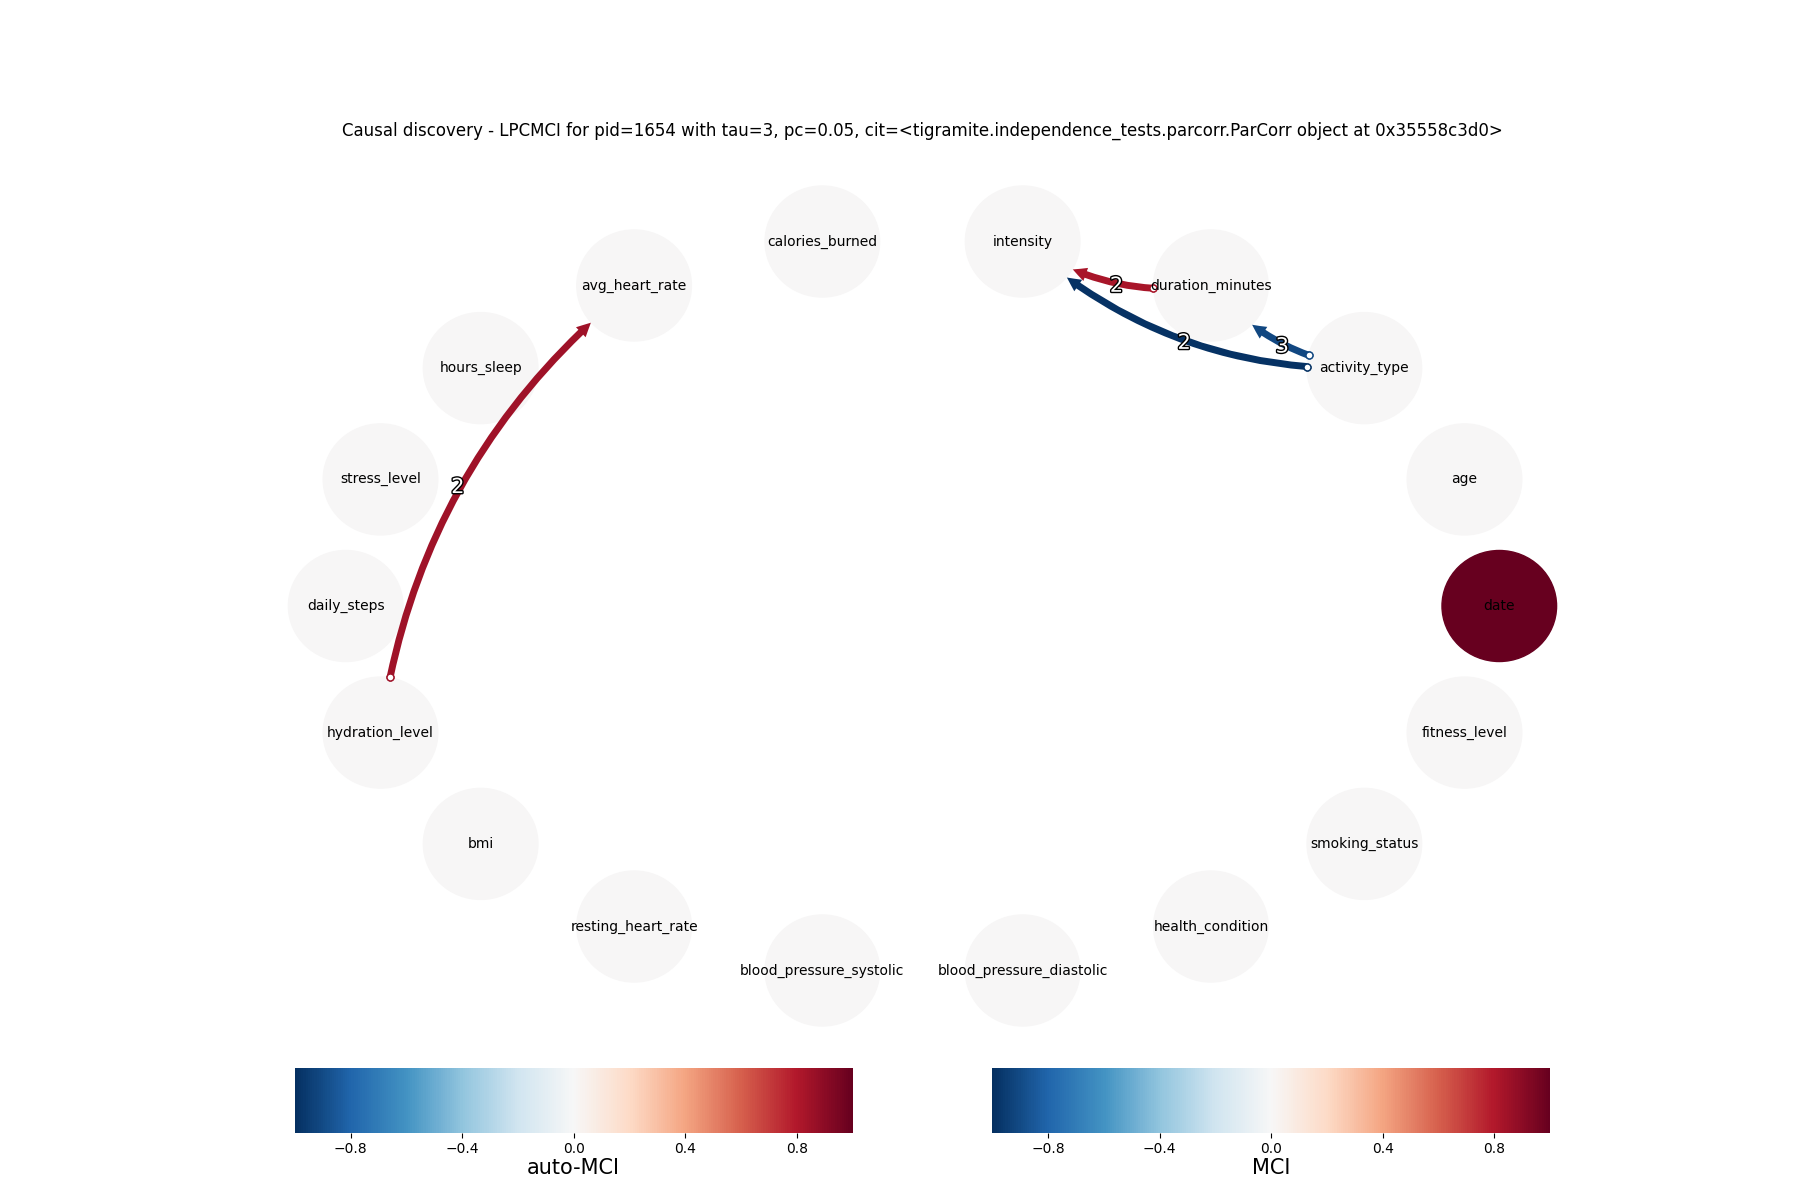 Causal discovery - LPCMCI for pid=1654 with tau=3, pc=0.05, cit=<tigramite.independence_tests.parcorr.ParCorr object at 0x35558c3d0>
calories_burned
intensity
avg_heart_rate
2
duration_minutes
2
3
hours_sleep
activity_type
stress_level
2
age
daily_steps
date
hydration_level
fitness_level
bmi
smoking_status
resting_heart_rate
health_condition
blood_pressure_systolic
blood_pressure_diastolic
−0.8 −0.4 0.0 0.4 0.8
auto-MCI
−0.8 −0.4 0.0 0.4 0.8
MCI